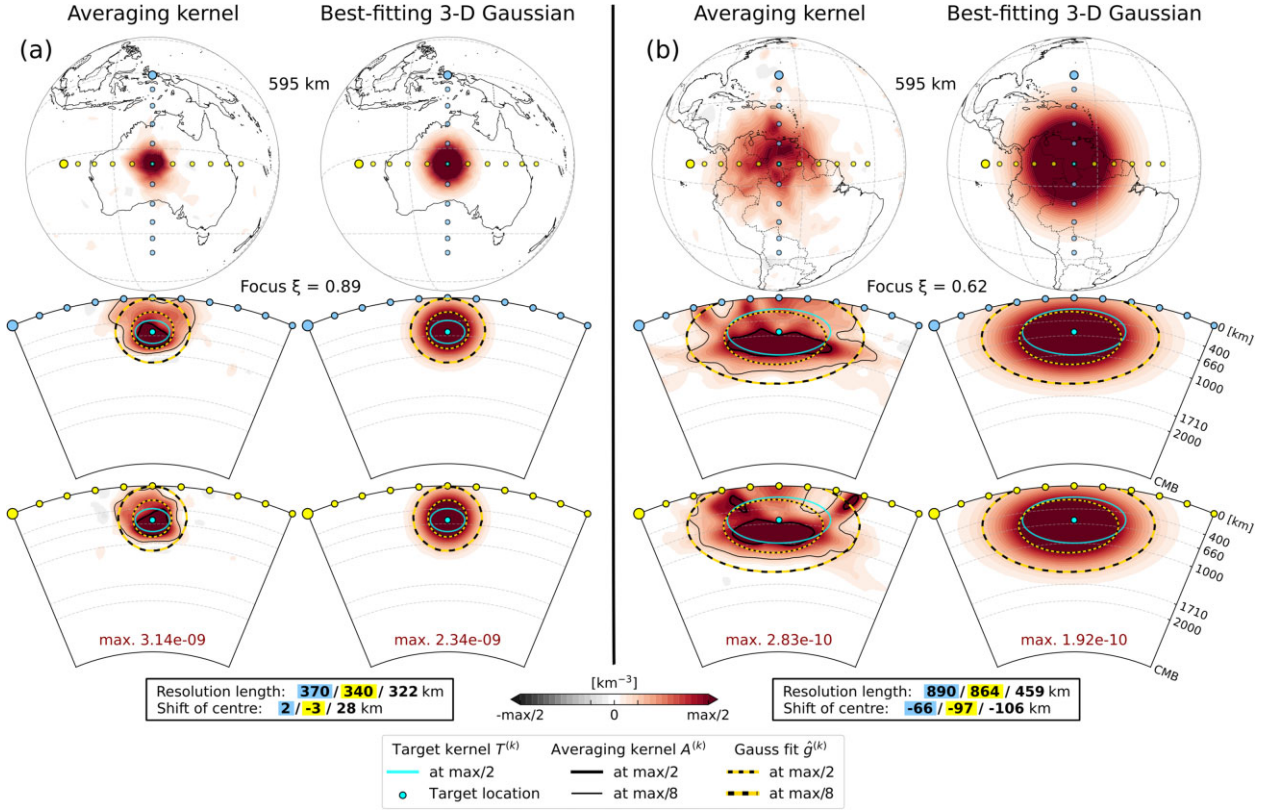 Averaging kernel
Best-fitting 3-D Gaussian
Averaging kernel
Best-fitting 3-D Gaussian
(a)
595 km
(b)
595 km
Focus ξ = 0.89
Focus ξ = 0.62
0 [km]
400
660
1000
1710
2000
CMB
0 [km]
400
660
1000
1710
2000
CMB
max. 3.14e-09
max. 2.34e-09
max. 2.83e-10
max. 1.92e-10
Resolution length: 370 / 340 / 322 km
Shift of centre: 2 / -3 / 28 km
[km⁻³]
-max/2 0 max/2
Resolution length: 890 / 864 / 459 km
Shift of centre: -66 / -97 / -106 km
Target kernel T⁽ᵏ⁾
at max/2
Target location
Averaging kernel A⁽ᵏ⁾
at max/2
at max/8
Gauss fit ĝ⁽ᵏ⁾
at max/2
at max/8